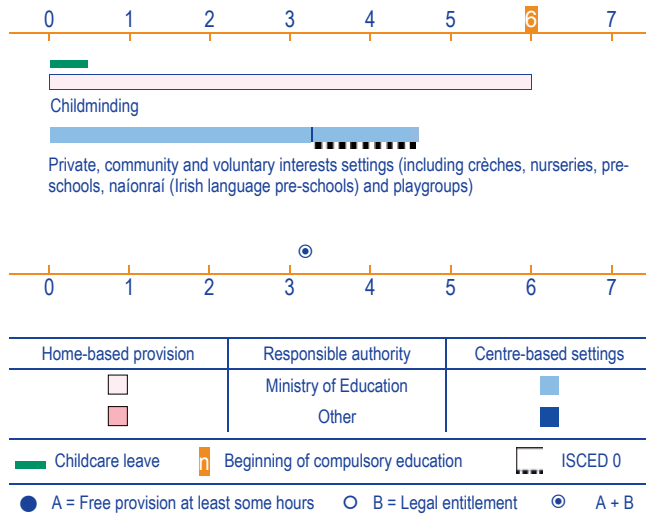 0 1 2 3 4 5 6 7
Childminding
Private, community and voluntary interests settings (including crèches, nurseries, pre-
schools, naíonraí (Irish language pre-schools) and playgroups)
0 1 2 3 4 5 6 7
Home-based provision Responsible authority Centre-based settings
Ministry of Education
Other
Childcare leave n Beginning of compulsory education ISCED 0
A = Free provision at least some hours B = Legal entitlement A + B